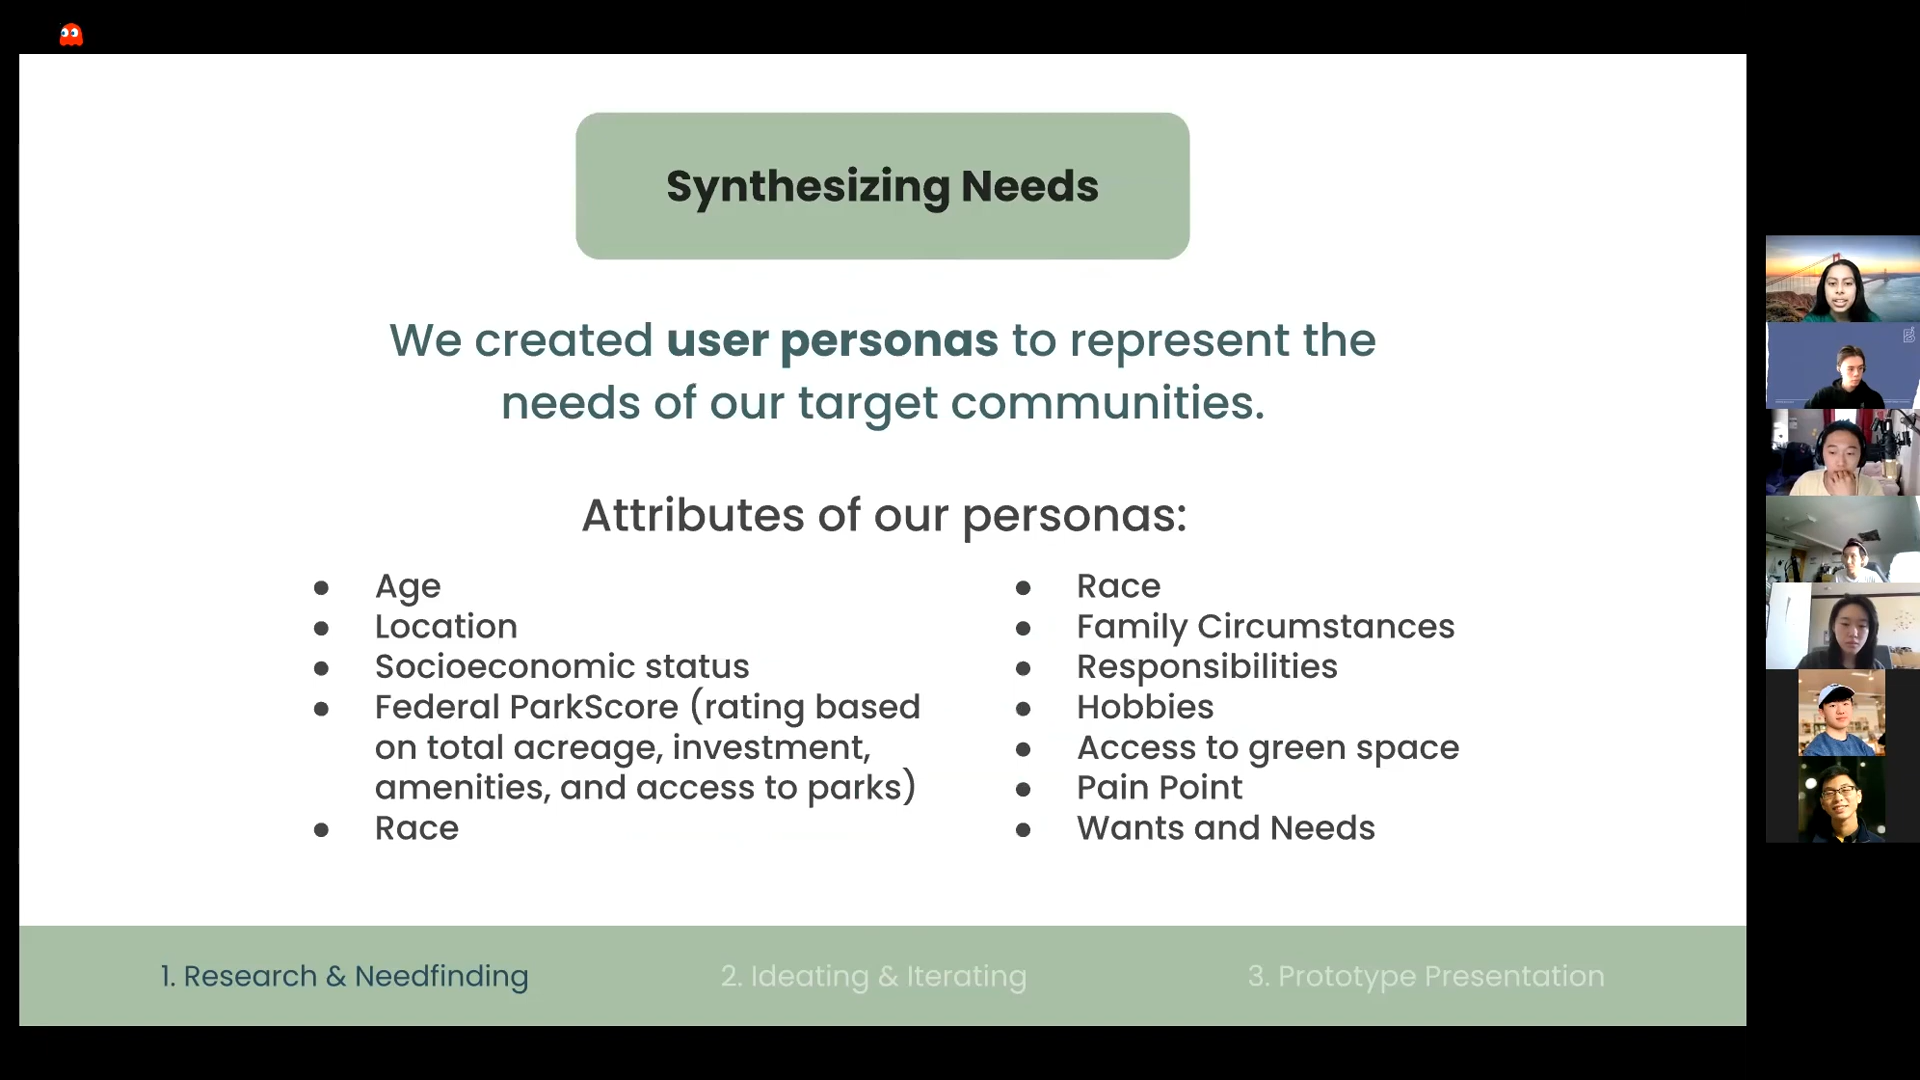 Synthesizing Needs
We created user personas to represent the
needs of our target communities.
Attributes of our personas:
● Age
● Location
● Socioeconomic status
● Federal ParkScore (rating based
on total acreage, investment,
amenities, and access to parks)
● Race
● Race
● Family Circumstances
● Responsibilities
● Hobbies
● Access to green space
● Pain Point
● Wants and Needs
1. Research & Needfinding
2. Ideating & Iterating
3. Prototype Presentation